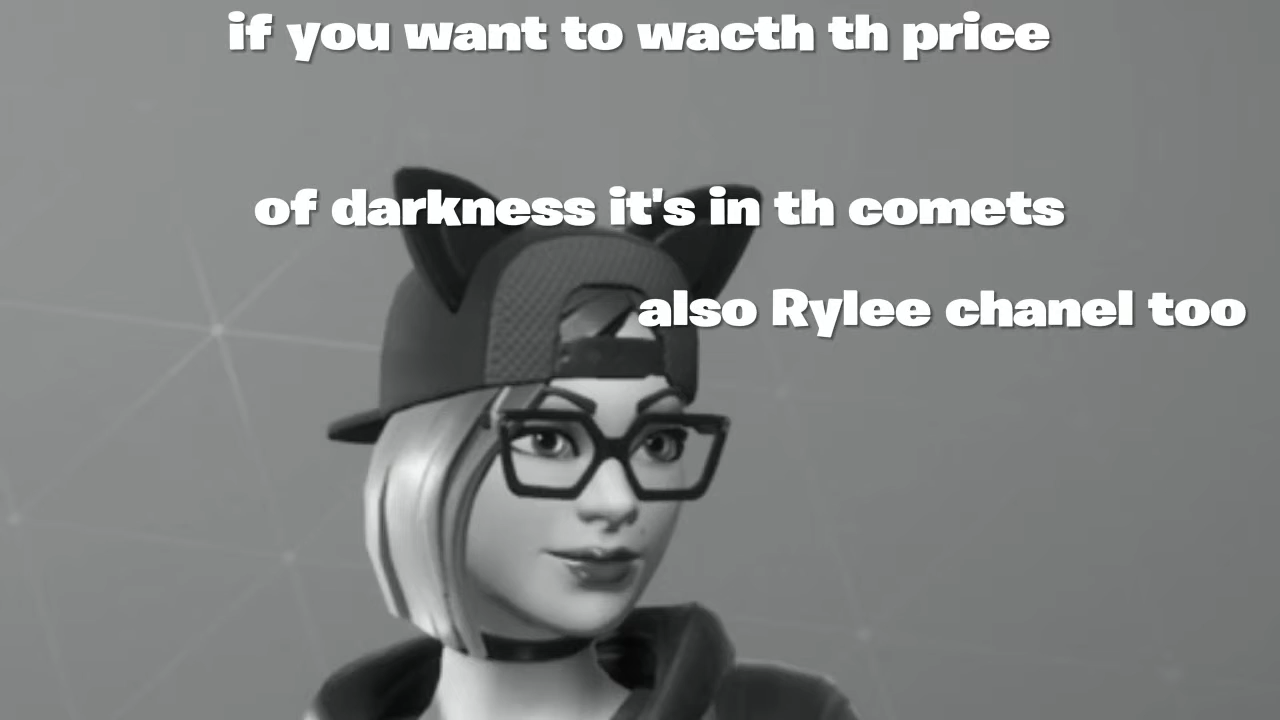 if you want to wacth th price
of darkness it's in th comets
also Rylee chanel too